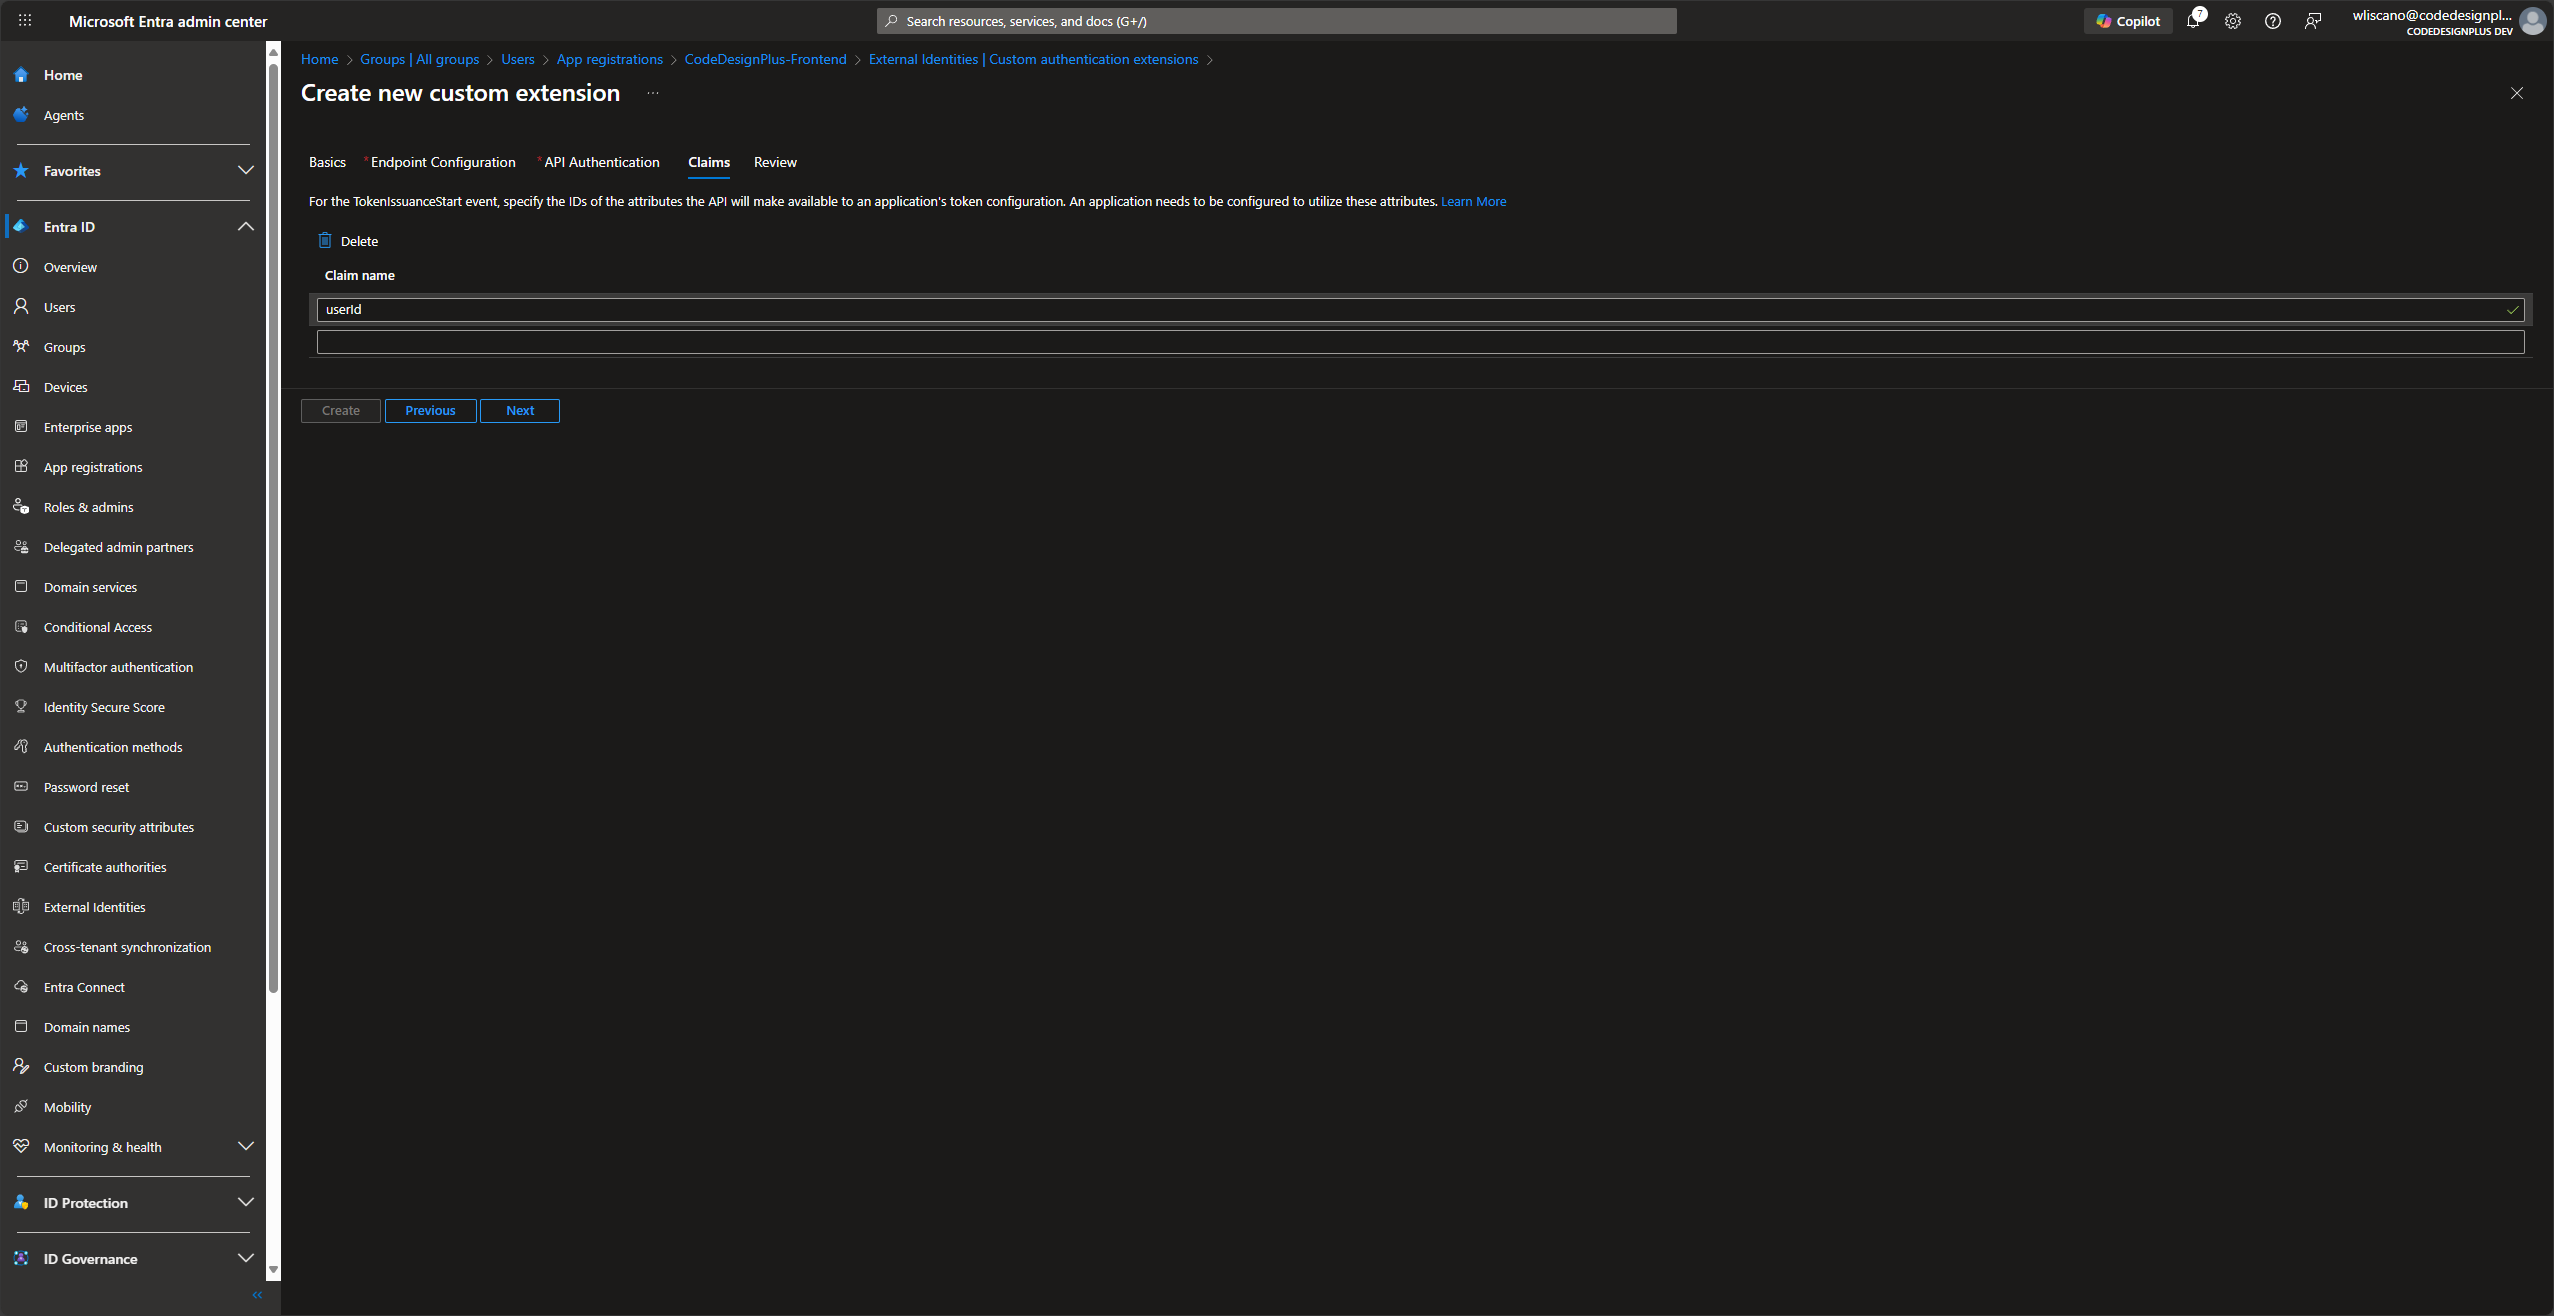 Microsoft Entra admin center
Search resources, services, and docs (G+/)
Copilot
7
wliscano@codedesignpl...
CODEDESIGNPLUS DEV
Home
Agents
Favorites
Entra ID
Overview
Users
Groups
Devices
Enterprise apps
App registrations
Roles & admins
Delegated admin partners
Domain services
Conditional Access
Multifactor authentication
Identity Secure Score
Authentication methods
Password reset
Custom security attributes
Certificate authorities
External Identities
Cross-tenant synchronization
Entra Connect
Domain names
Custom branding
Mobility
Monitoring & health
ID Protection
ID Governance
Home > Groups | All groups > Users > App registrations > CodeDesignPlus-Frontend > External Identities | Custom authentication extensions >
Create new custom extension ...
Basics * Endpoint Configuration * API Authentication Claims Review
For the TokenIssuanceStart event, specify the IDs of the attributes the API will make available to an application's token configuration. An application needs to be configured to utilize these attributes. Learn More
Delete
Claim name
userId
Create Previous Next